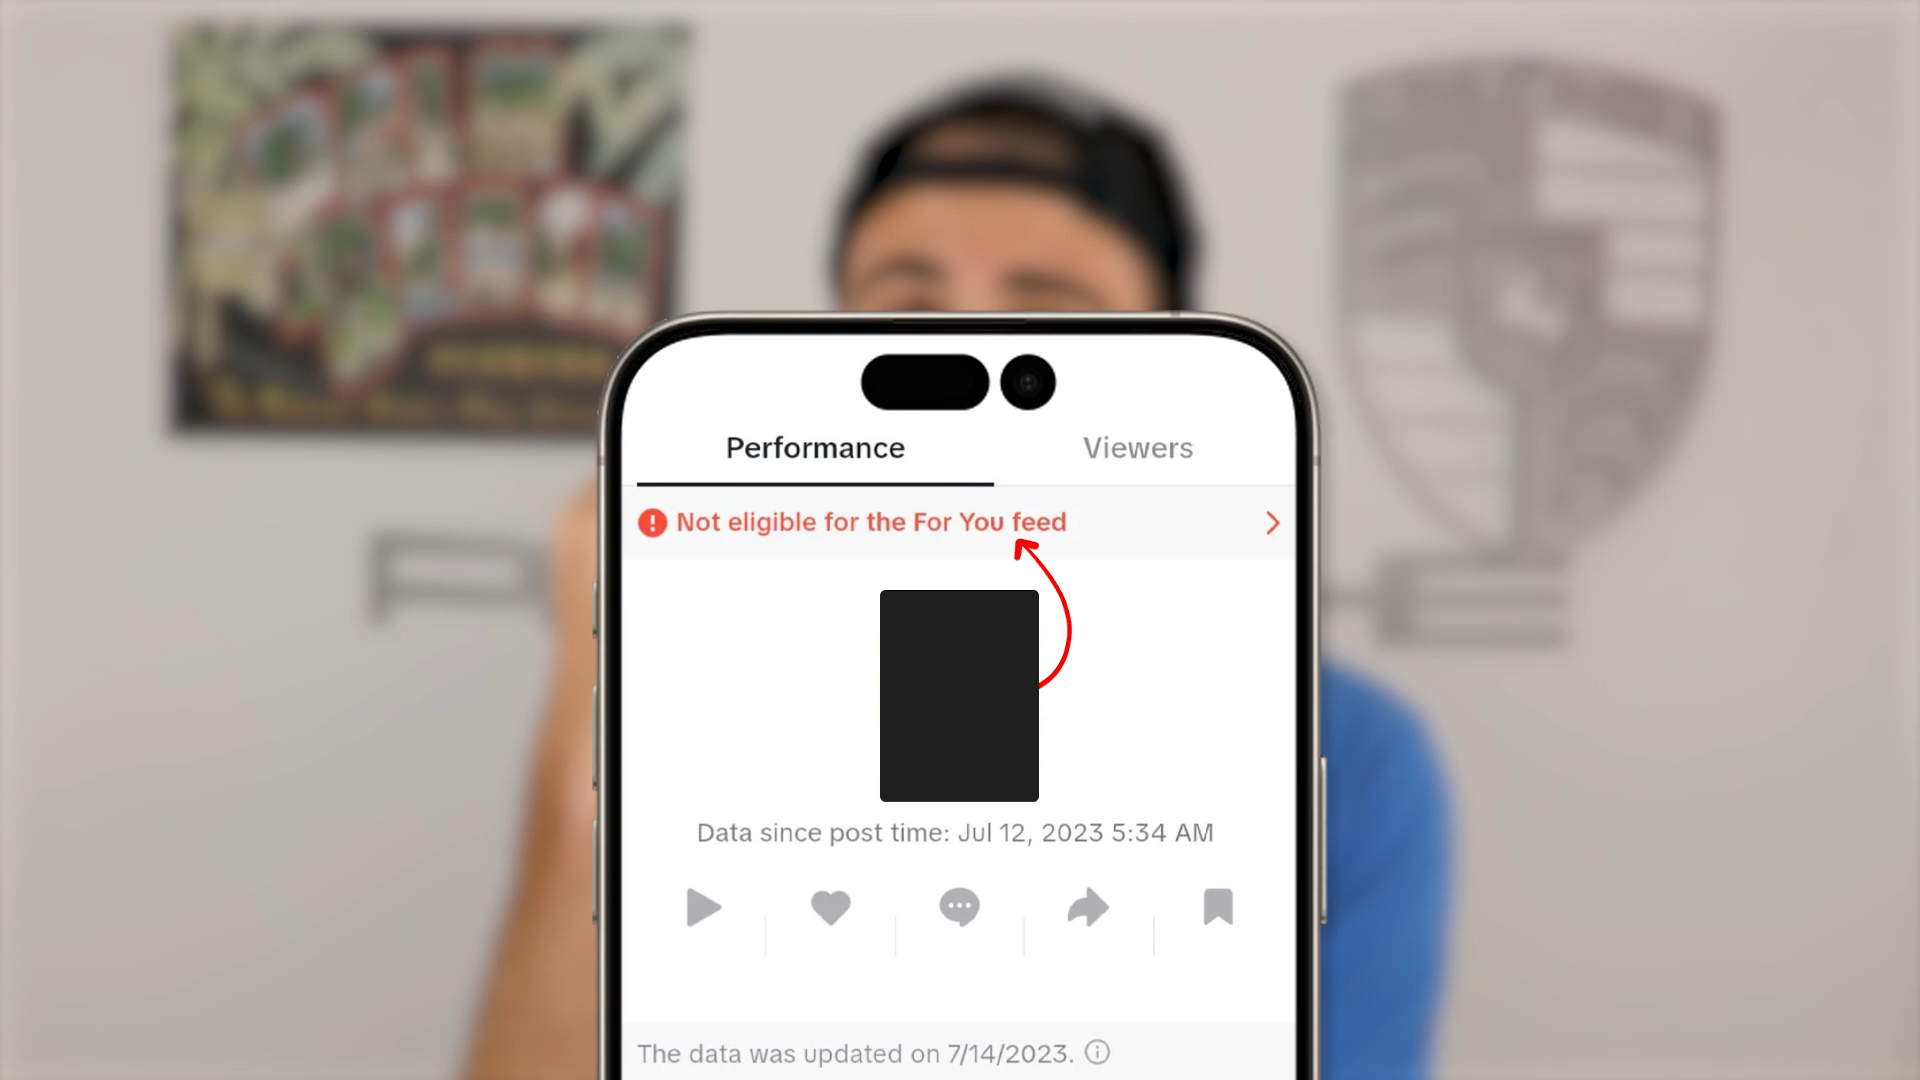 Performance
Viewers
Not eligible for the For You feed
Data since post time: Jul 12, 2023 5:34 AM
The data was updated on 7/14/2023.